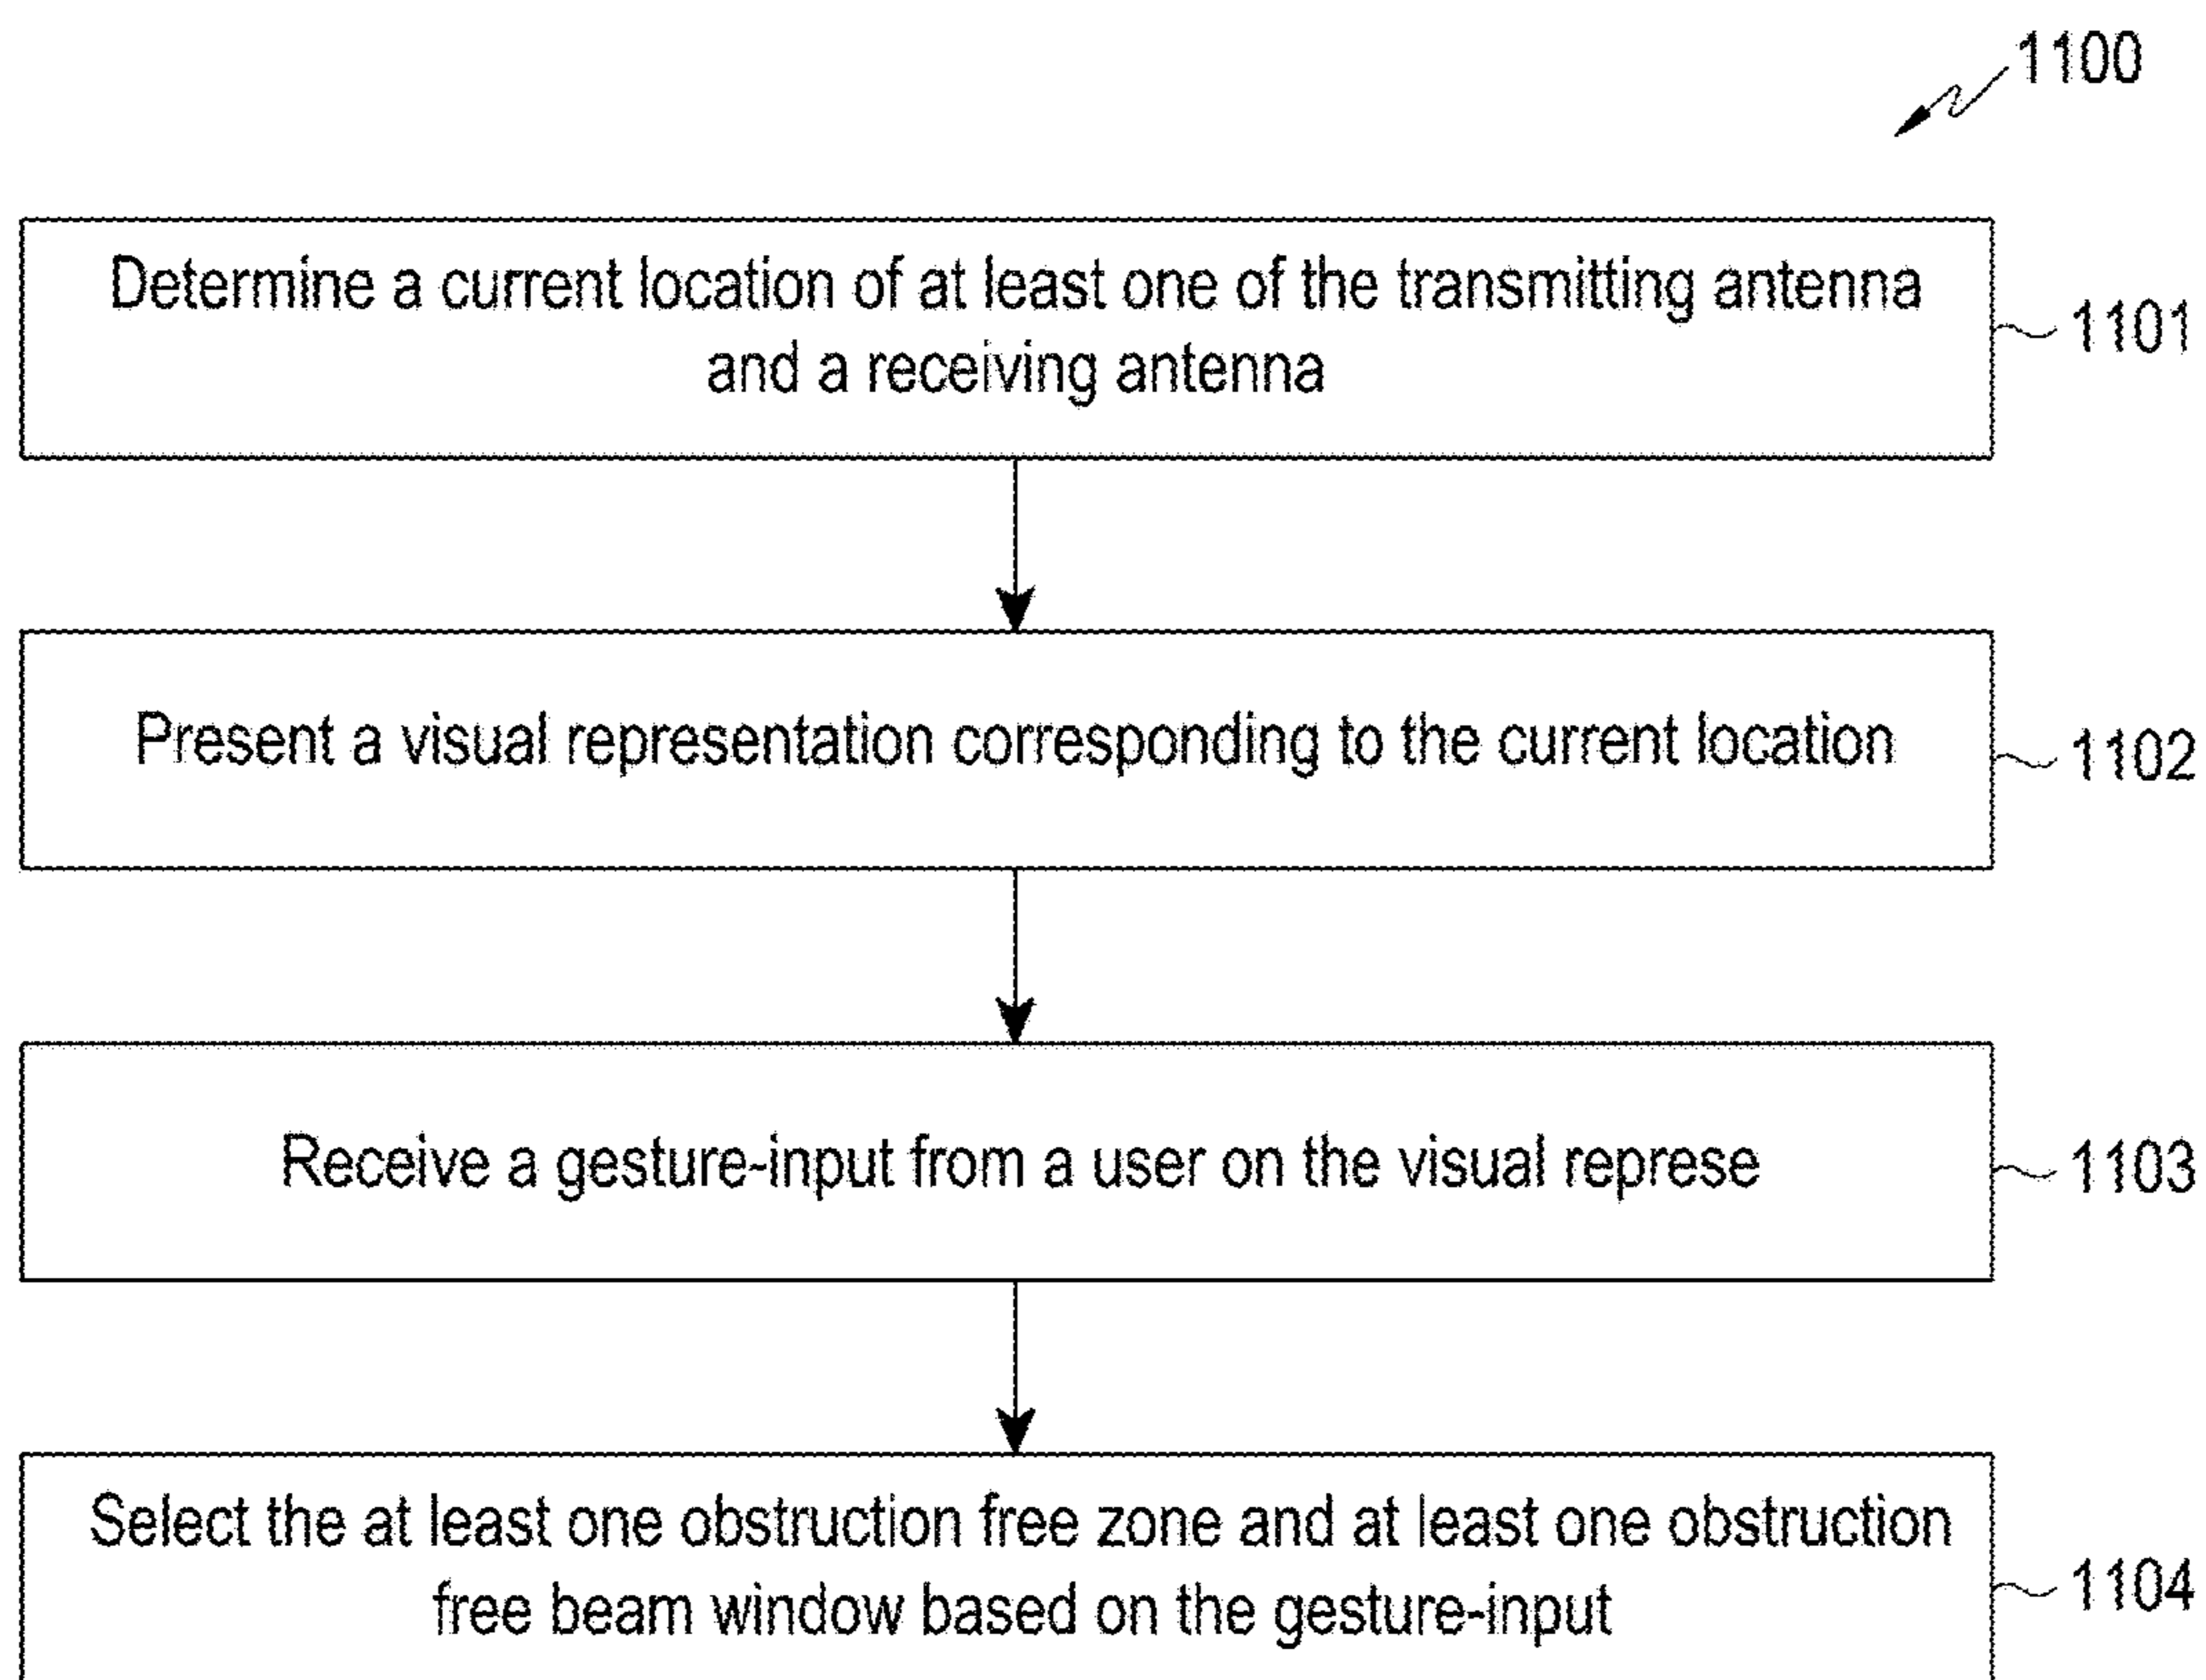 1100
Determine a current location of at least one of the transmitting antenna
and a receiving antenna
1101
Present a visual representation corresponding to the current location
1102
Receive a gesture-input from a user on the visual represe
1103
Select the at least one obstruction free zone and at least one obstruction
free beam window based on the gesture-input
1104